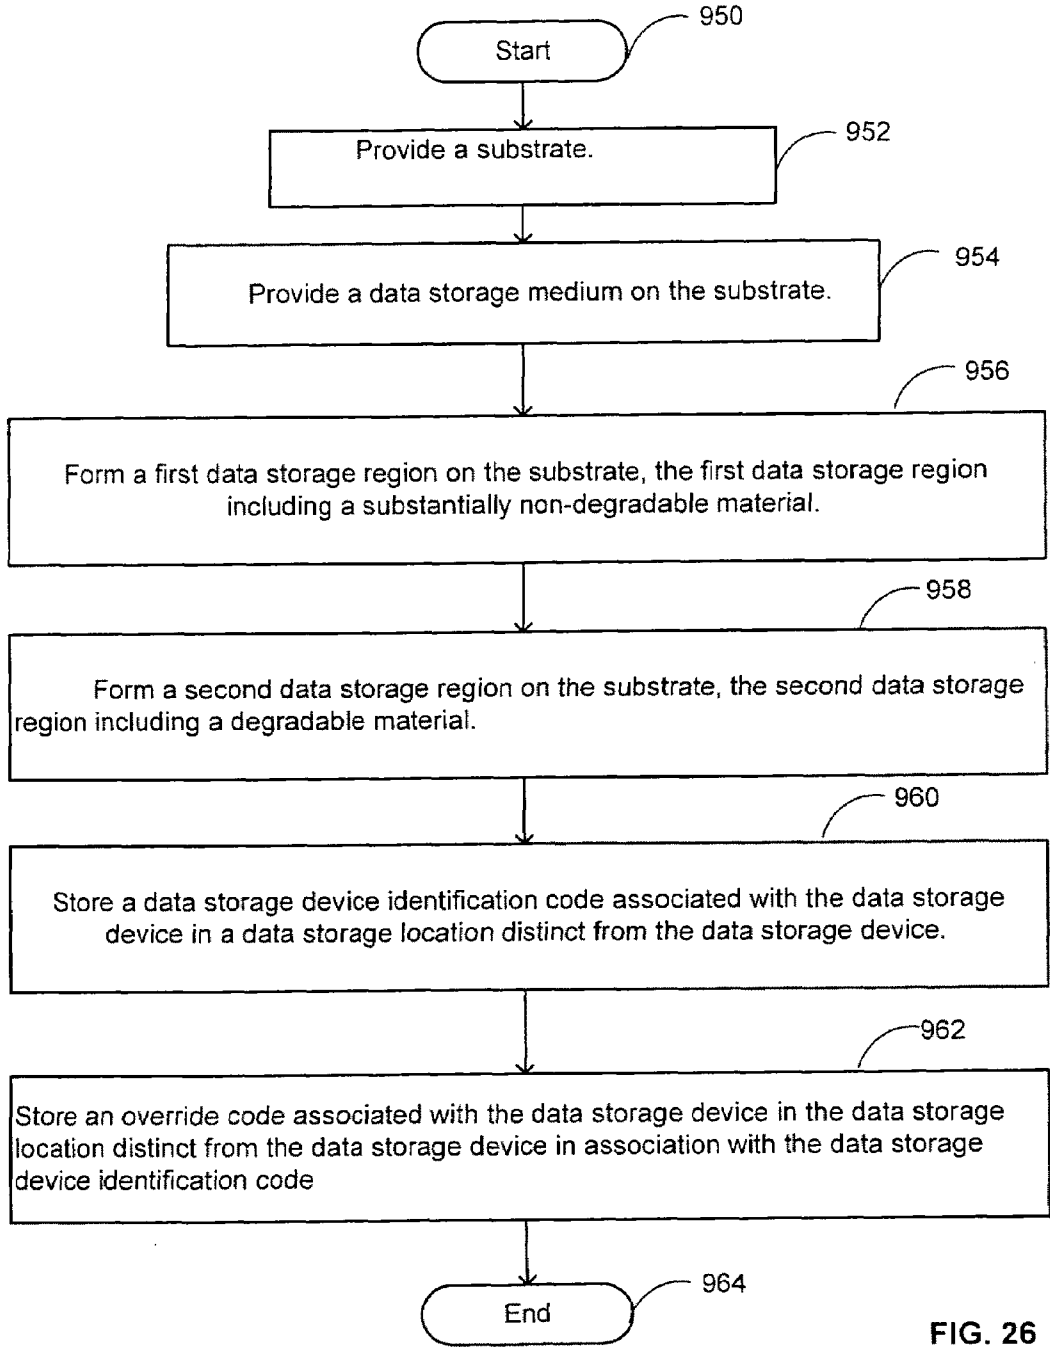 950
Start
952
Provide a substrate.
954
Provide a data storage medium on the substrate.
956
Form a first data storage region on the substrate, the first data storage region
including a substantially non-degradable material.
958
Form a second data storage region on the substrate, the second data storage
region including a degradable material.
960
Store a data storage device identification code associated with the data storage
device in a data storage location distinct from the data storage device.
962
Store an override code associated with the data storage device in the data storage
location distinct from the data storage device in association with the data storage
device identification code
964
End
FIG. 26